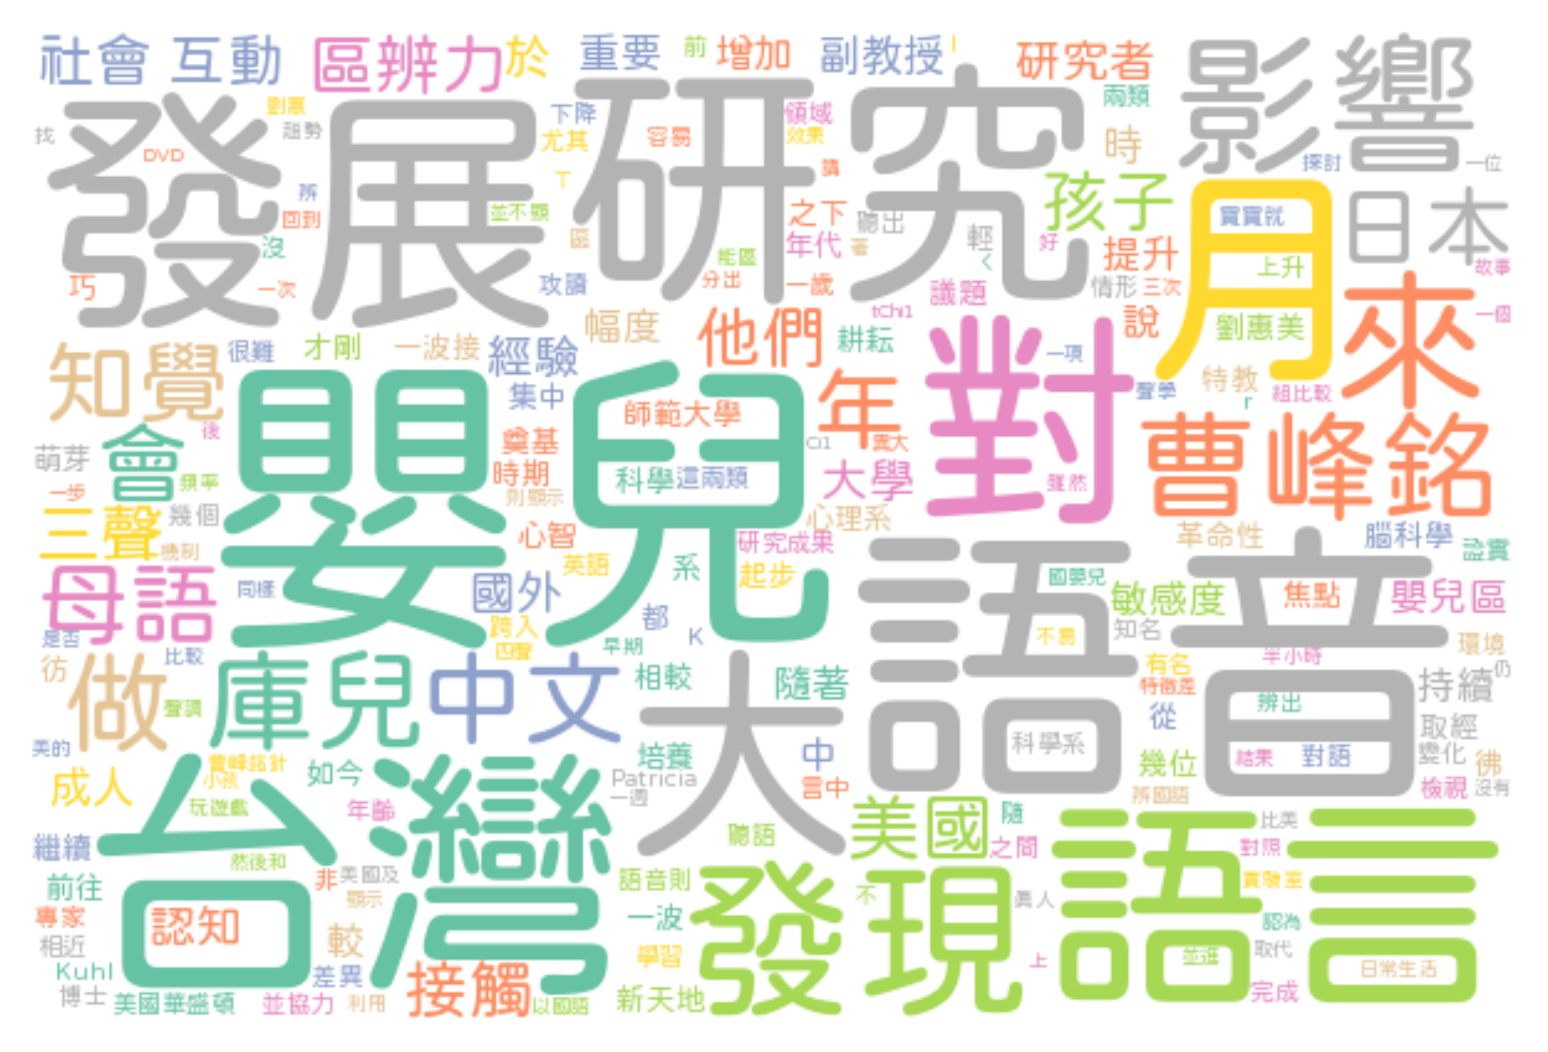 社會 互動 區辨力 於 重要 前 增加 副教授 研究者 影響
劉惠 趨勢 下降 領域 兩類
找 DVD 尤其 容易 效果 時 探討 一位
發展 研究
辨 T 講 孩子 寶寶就 日本
回到 並不顯 之下 聽出 輕
沒 區 年代 著 好 提升 上升 故事
巧 一次 攻讀 能區 分出 一歲 く 情形 三次 月 來
議題 tChi1 說 劉惠美 一個
知覺 很難 才剛 一波接 經驗 幅度 他們 耕耘 對 一項
集中 師範大學 年 聲學 特教 r 組比較
會 後 嬰兒 奠基 Ci1 異大 曹峰銘
萌芽 時期 科學 這兩類 大學 雖然
一步 頻率 則顯示
三聲 幾個 心智 心理系 革命性 腦科學
機制 英語 研究成果 語音 證實
母語 同樣 國外 系 起步 國嬰兒 敏感度 焦點 嬰兒區
是否 比較 跨入 都 K 不易 知名 環境
四聲 早期 半小時
彷 做 庫兒 中文 相較 隨著 有名 持續 仍
聲調 大 特徵差 辨出
從 取經
美的 培養 中 科學系 結果 對語 變化 彿
曹峰銘針 如今 幾位
成人 小孩 Patricia 言中 辨國語 檢視 沒有
台灣 玩遊戲 年齡 一週 美國 隨 語言 比美
繼續 然後和 聽語 之間 對照
前往 非 美國及 語音則 發現 不 實驗室
專家 認知 顯示 一波 真人 認為
相近 較 學習 上 並進 取代
Kuhl 差異 接觸 日常生活
博士 美國華盛頓 並協力 利用 以國語 新天地 完成